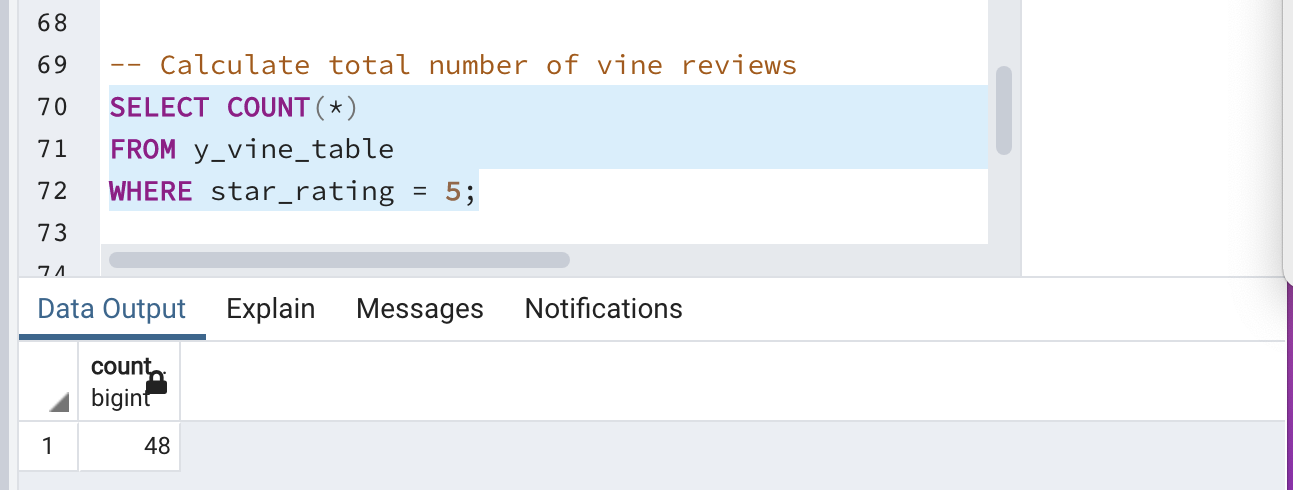 68
69 -- Calculate total number of vine reviews
70 SELECT COUNT(*)
71 FROM y_vine_table
72 WHERE star_rating = 5;
73
74
Data Output Explain Messages Notifications
count
bigint
1 48